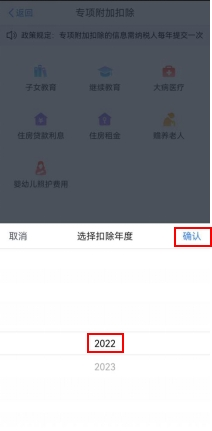 返回 专项附加扣除
政策规定：专项附加扣除的信息需纳税人每年提交一次
子女教育 继续教育 大病医疗
住房贷款利息 住房租金 赡养老人
婴幼儿照护费用
取消 选择扣除年度 确认
2022
2023